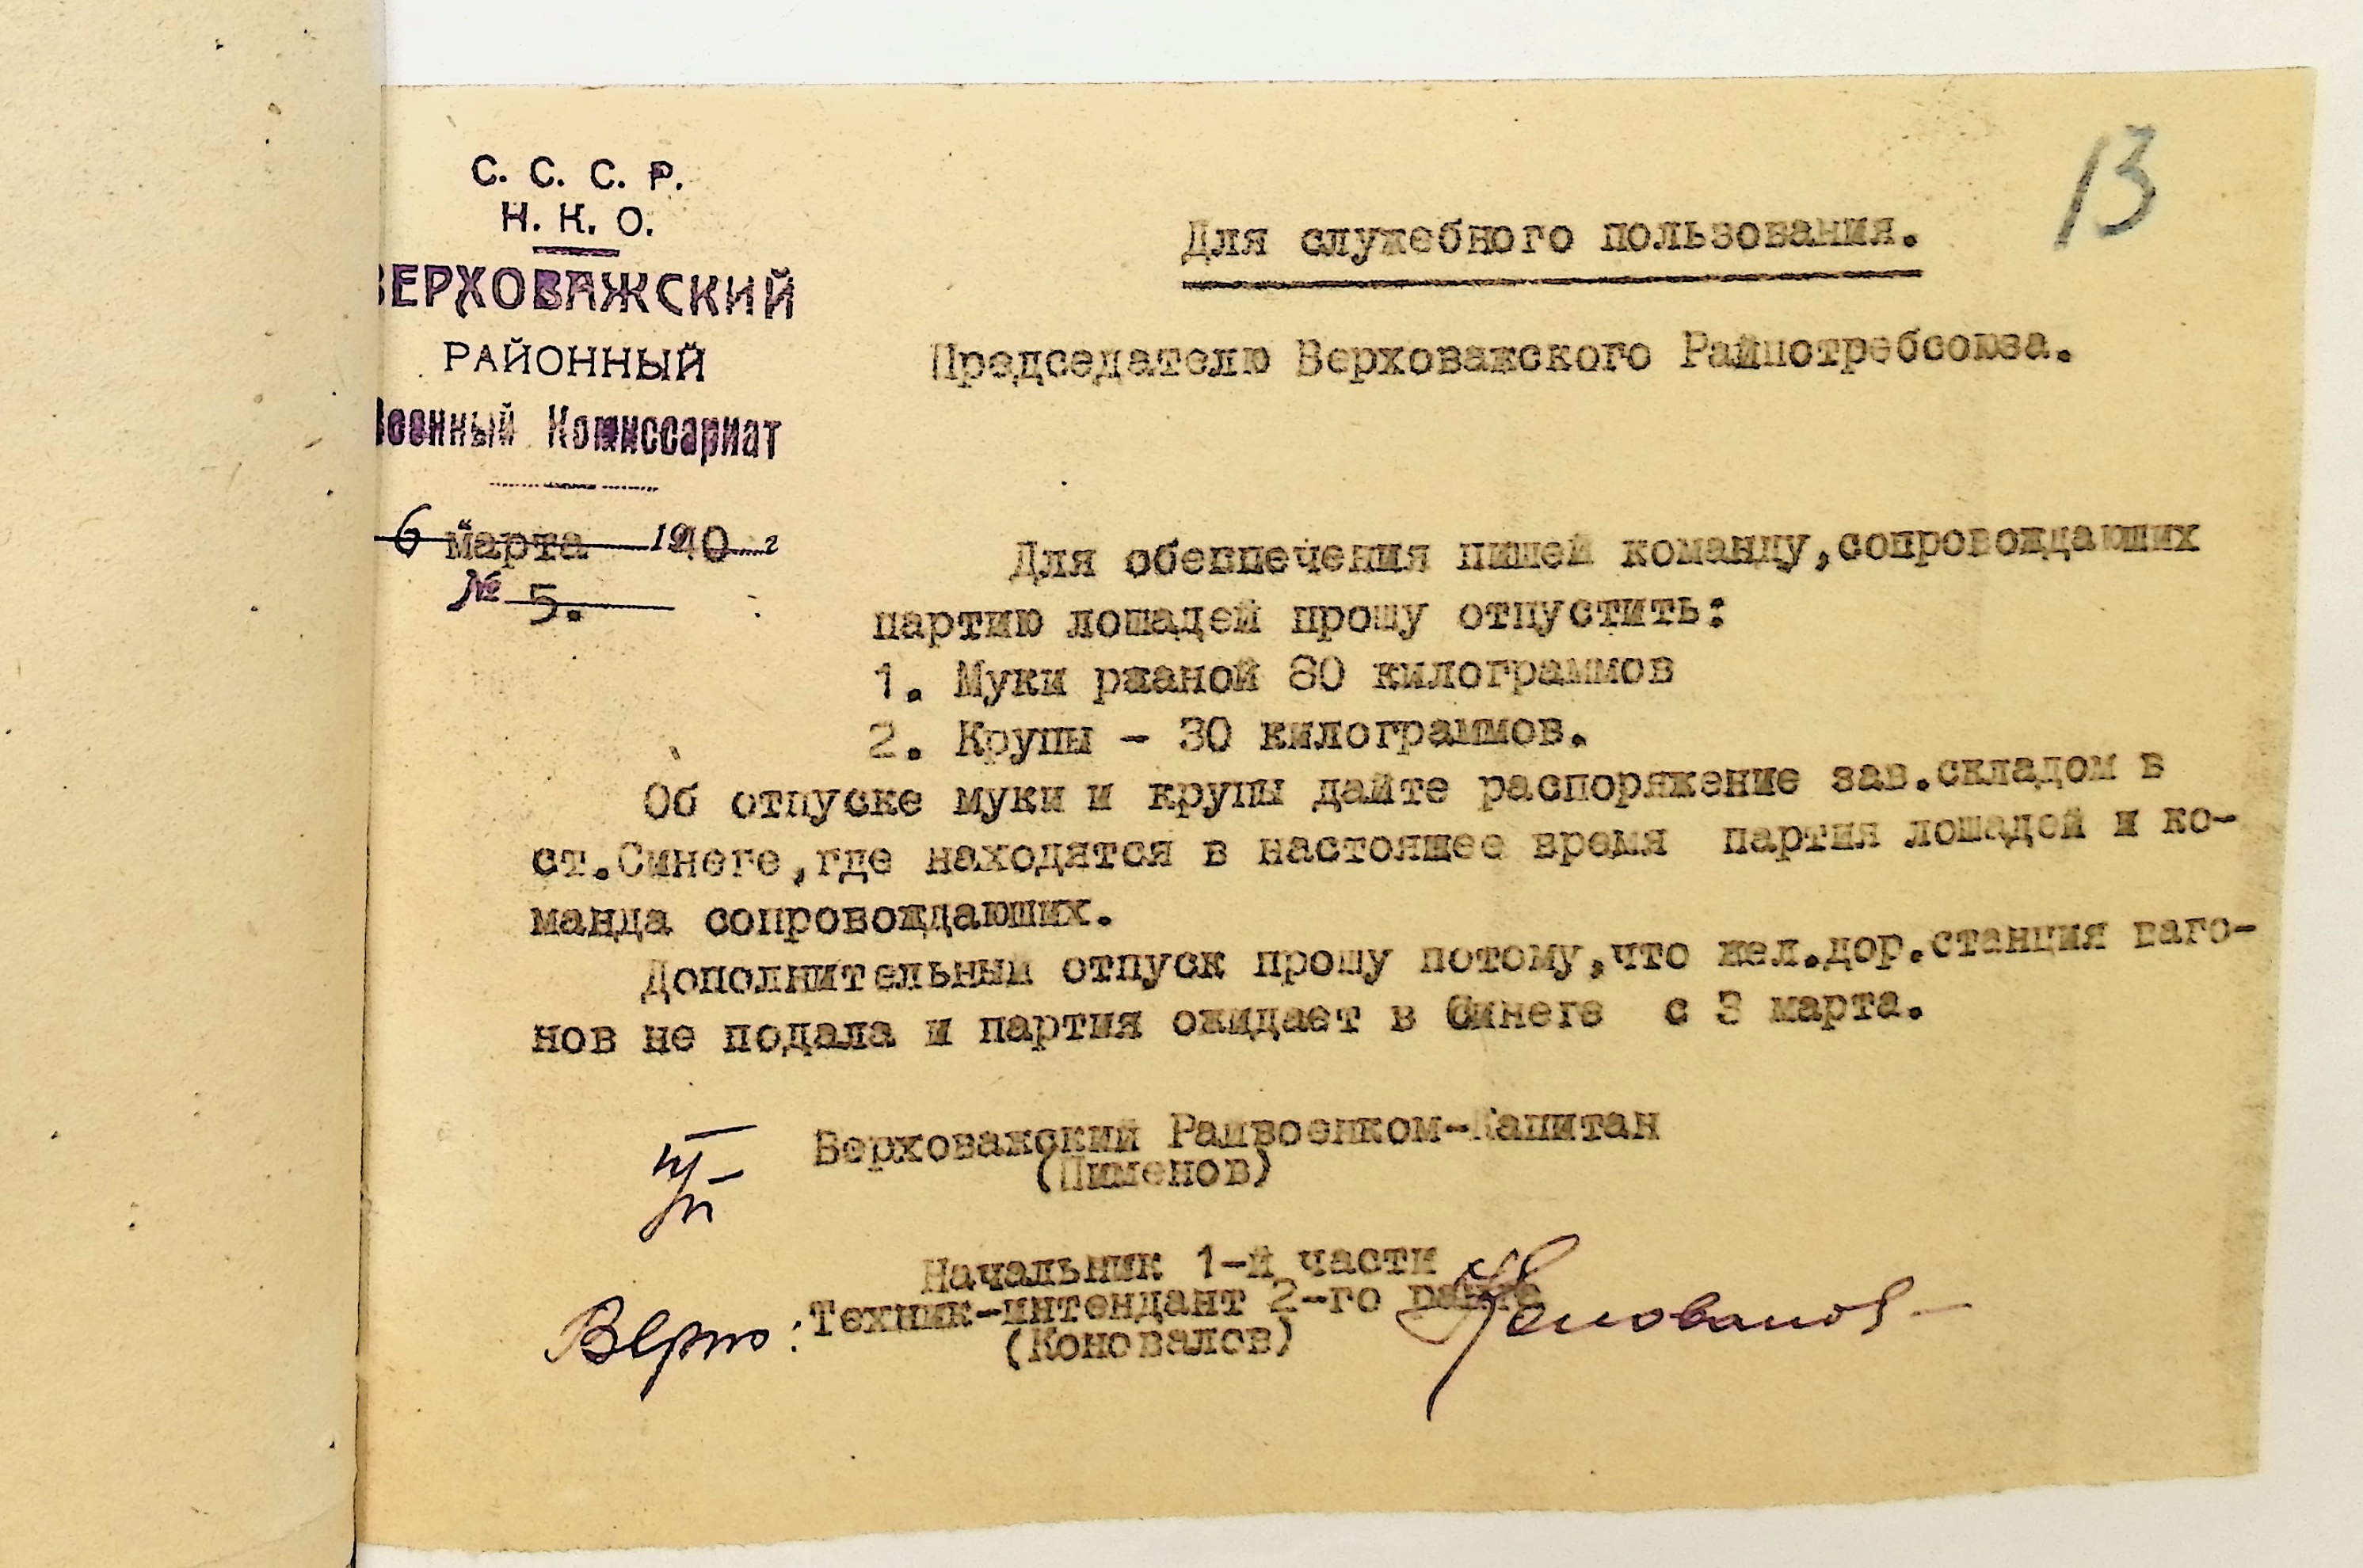 13
С. С. С. Р.
Н. К. О.
ВЕРХОВАЖСКИЙ
РАЙОННЫЙ
Военный Комиссариат
6 марта 1940 г
№ 5.
Для служебного пользования.
Председателю Верховажского Райпотребсоюза.
Для обеспечения пищей команду,сопровождающих
партию лошадей прошу отпустить:
1. Муки ржаной 80 килограммов
2. Крупы - 30 килограммов.
Об отпуске муки и крупы дайте распоряжение зав.складом в
ст.Синеге,где находятся в настоящее время партия лошадей и ко-
манда сопровождающих.
Дополнительный отпуск прошу потому,что жел.дор.станция ваго-
нов не подала и партия ожидает в Синеге с 3 марта.
п/п
Верховажский Райвоенком-Капитан
(Пименов)
Начальник 1-й части
Верно: Техник-интендант 2-го ранга
(Коновалов)
Коновалов